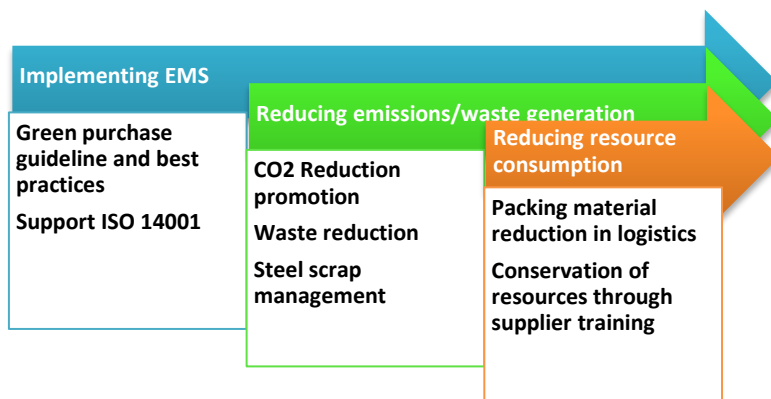 Implementing EMS
Green purchase
guideline and best
practices
Support ISO 14001
Reducing emissions/waste generation
CO2 Reduction
promotion
Waste reduction
Steel scrap
management
Reducing resource
consumption
Packing material
reduction in logistics
Conservation of
resources through
supplier training